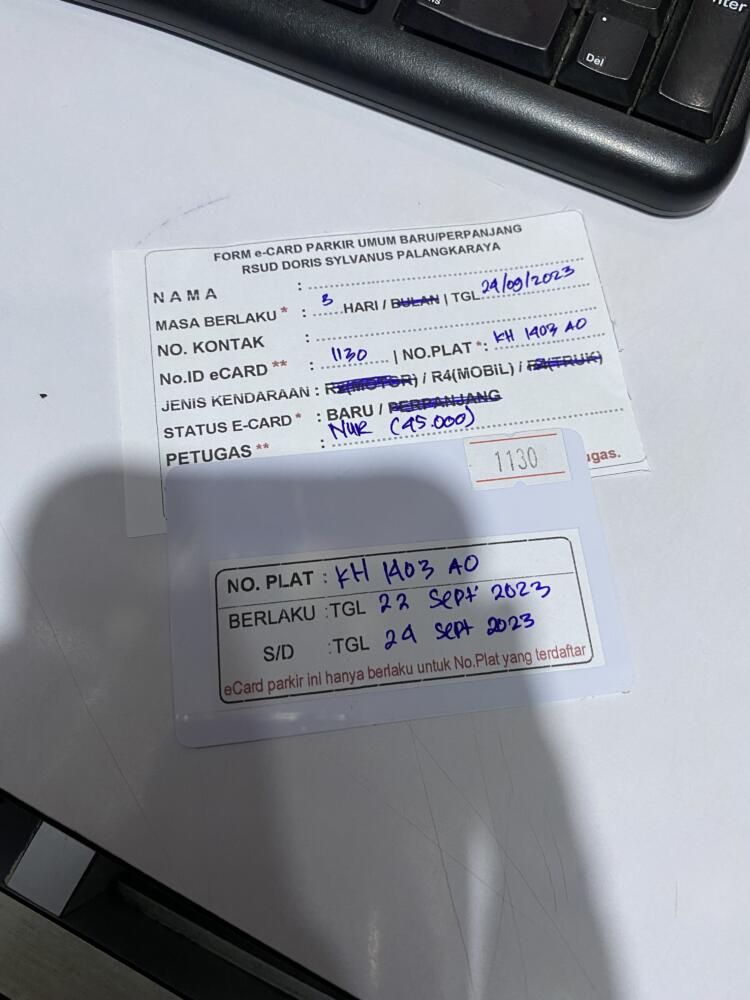 nter
Del
FORM e-CARD PARKIR UMUM BARU/PERPANJANG
RSUD DORIS SYLVANUS PALANGKARAYA
NAMA :
MASA BERLAKU * : 3 HARI / BULAN | TGL 24/09/2023
NO. KONTAK :
No.ID eCARD ** : 1130 | NO.PLAT *: KH 1403 AO
JENIS KENDARAAN : R2(MOTOR) / R4(MOBIL) / (TRUK)
STATUS E-CARD * : BARU / PERPANJANG
PETUGAS ** : NUR (45.000)
ugas.
1130
NO. PLAT : KH 1403 AO
BERLAKU :TGL 22 Sept 2023
S/D :TGL 24 Sept 2023
eCard parkir ini hanya berlaku untuk No.Plat yang terdaftar